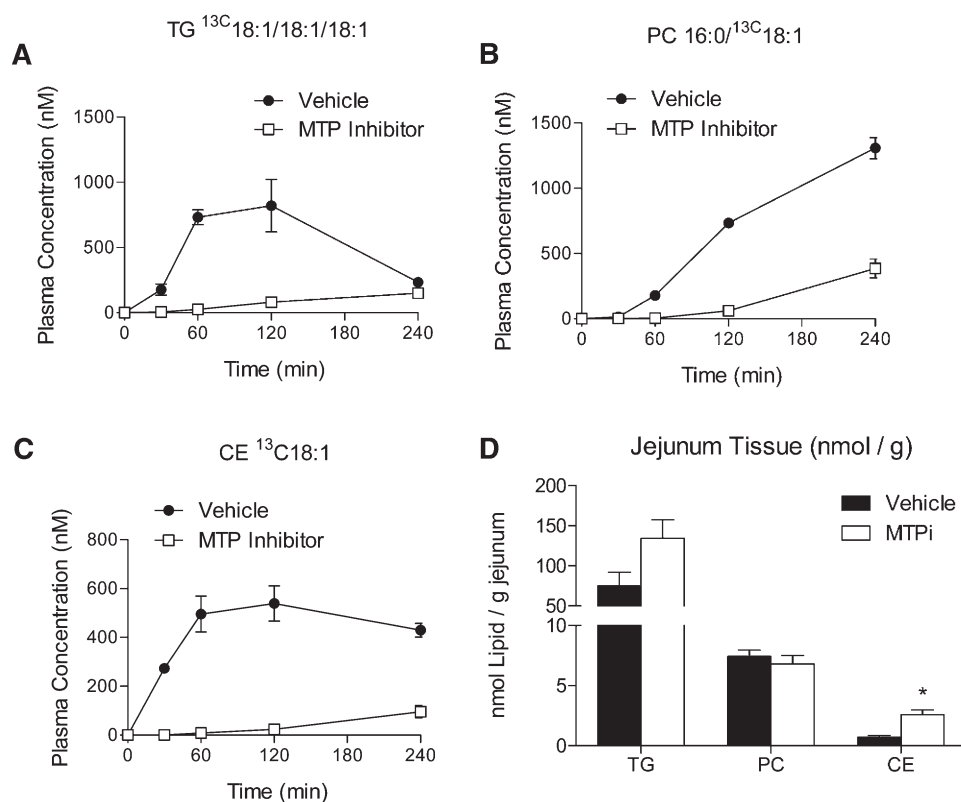 A
TG ¹³C18:1/18:1/18:1
Vehicle
MTP Inhibitor
Plasma Concentration (nM)
1500
1000
500
0
0 60 120 180 240
Time (min)
B
PC 16:0/¹³C18:1
Vehicle
MTP Inhibitor
Plasma Concentration (nM)
1500
1000
500
0
0 60 120 180 240
Time (min)
C
CE ¹³C18:1
Vehicle
MTP Inhibitor
Plasma Concentration (nM)
800
600
400
200
0
0 60 120 180 240
Time (min)
D
Jejunum Tissue (nmol / g)
Vehicle
MTPi
nmol Lipid / g jejunum
200
150
100
50
10
5
0
*
TG PC CE